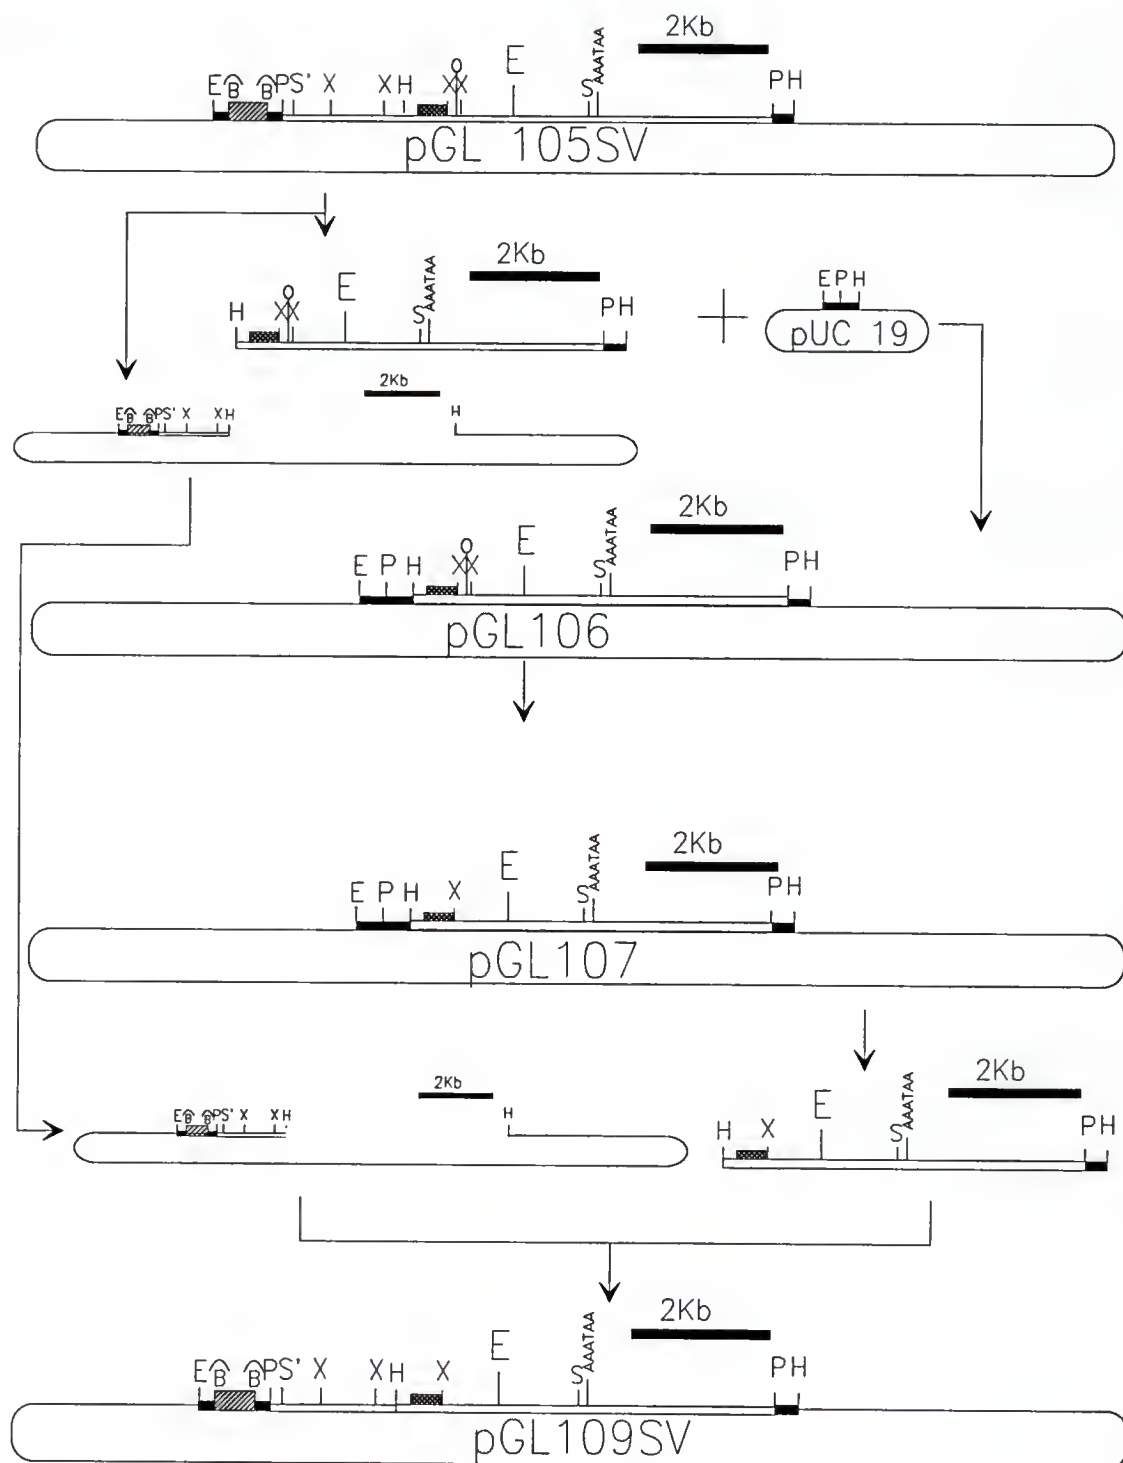 2Kb
E B B P S' X X H X O X E S AAATAA P H
pGL 105SV
2Kb
H X O X E S AAATAA P H
E P H
pUC 19
2Kb
E B B P S' X X H H
2Kb
E P H X O X E S AAATAA P H
pGL106
2Kb
E P H X E S AAATAA P H
pGL107
2Kb
E B B P S' X X H H
2Kb
H X E S AAATAA P H
2Kb
E B B P S' X X H X E S AAATAA P H
pGL109SV